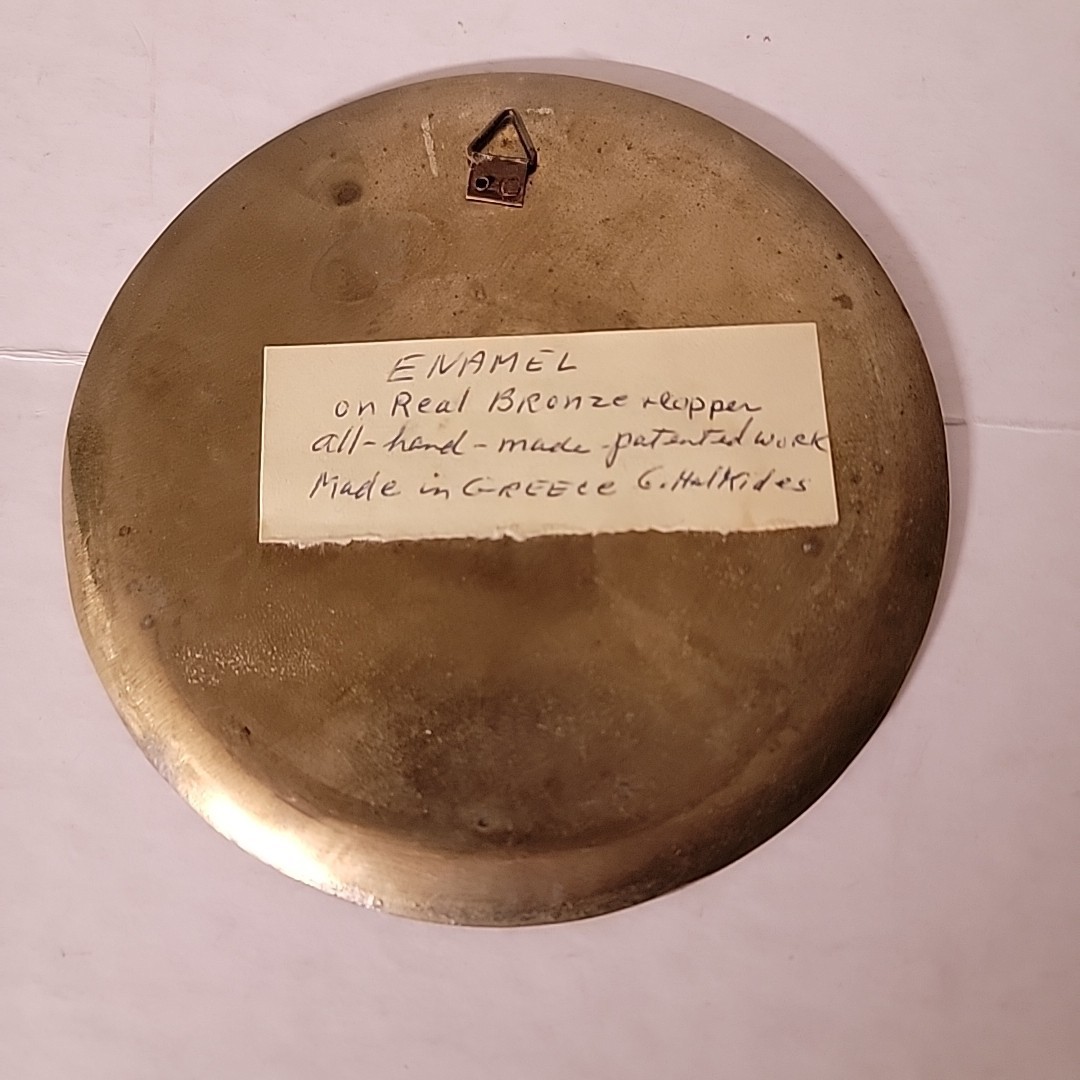 ENAMEL
on Real BRonze + Copper
all-hand-made-patented work
Made in GREEce G. HalKides